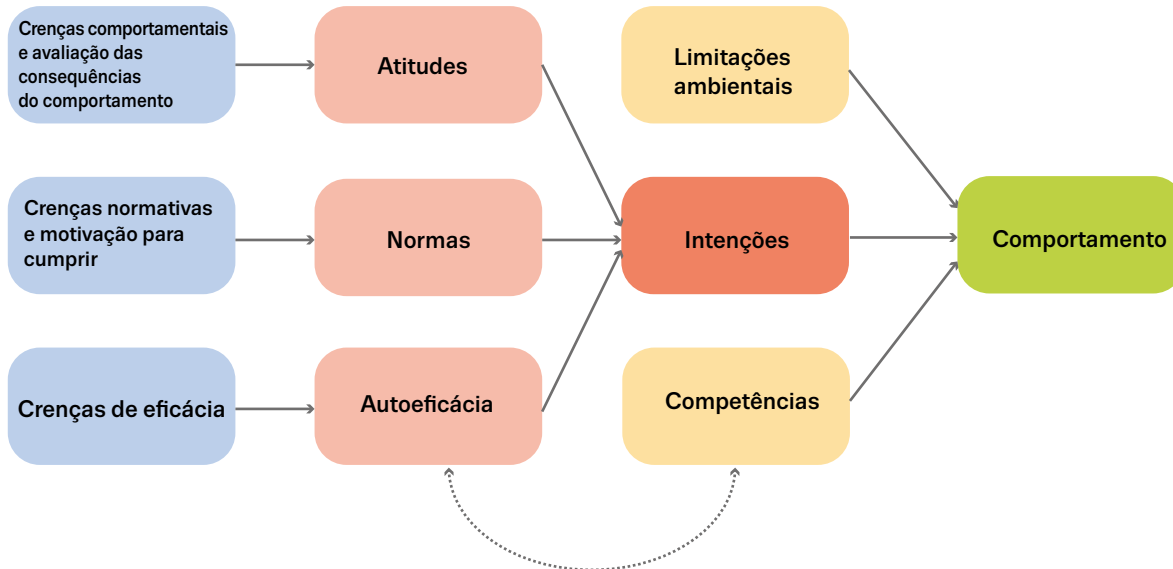 Crenças comportamentais
e avaliação das
consequências
do comportamento
Atitudes
Limitações
ambientais
Crenças normativas
e motivação para
cumprir
Normas
Intenções
Comportamento
Crenças de eficácia
Autoeficácia
Competências